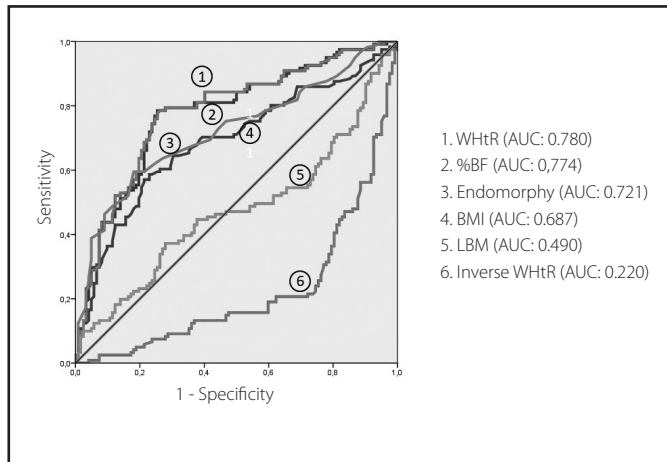 1,0
0,8
0,6
0,4
0,2
0,0
Sensitivity
1
2
3
4
5
6
0,0
0,2
0,4
0,6
0,8
1,0
1 - Specificity
1. WHtR (AUC: 0.780)
2. %BF (AUC: 0,774)
3. Endomorphy (AUC: 0.721)
4. BMI (AUC: 0.687)
5. LBM (AUC: 0.490)
6. Inverse WHtR (AUC: 0.220)